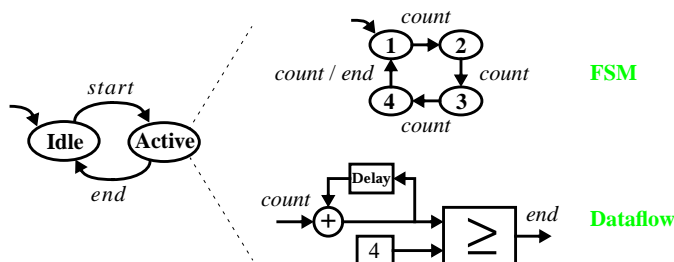 start
Idle
Active
end
count
1
2
count / end
count
FSM
4
3
count
Delay
count
+
end
Dataflow
4
≥